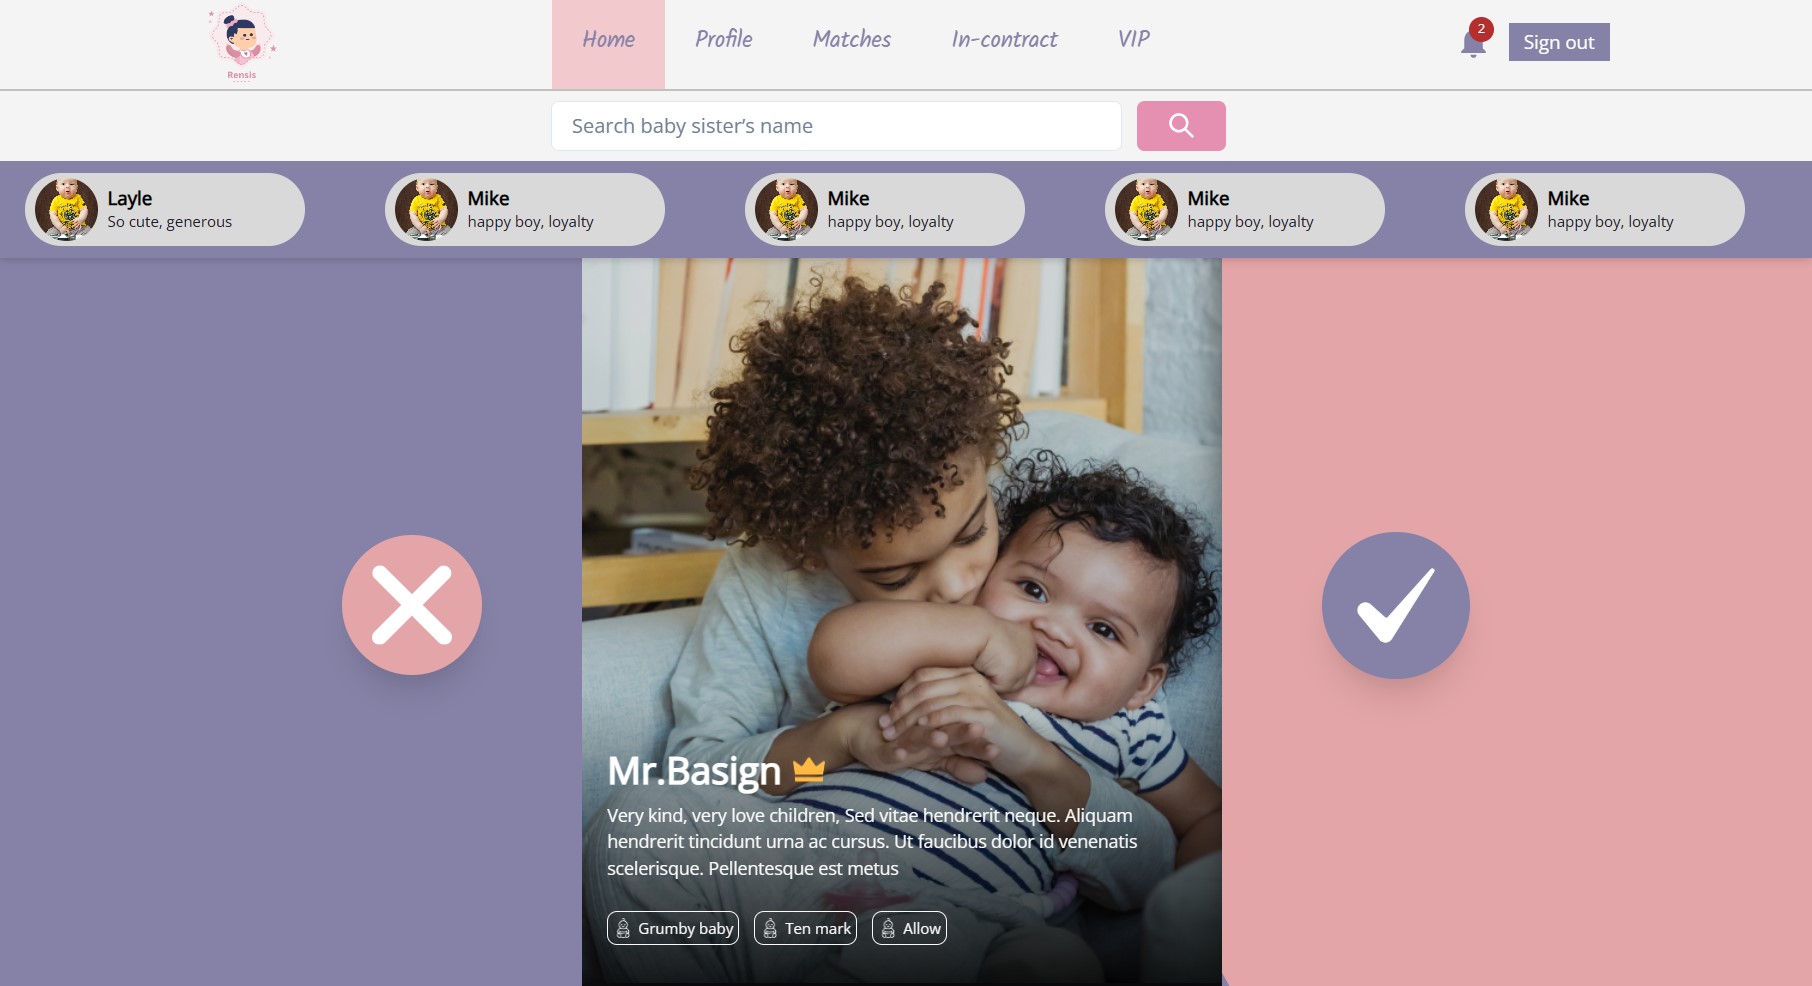 Rensis
Home
Profile
Matches
In-contract
VIP
2
Sign out
Search baby sister’s name
Layle
So cute, generous
Mike
happy boy, loyalty
Mike
happy boy, loyalty
Mike
happy boy, loyalty
Mike
happy boy, loyalty
Mr.Basign
Very kind, very love children, Sed vitae hendrerit neque. Aliquam
hendrerit tincidunt urna ac cursus. Ut faucibus dolor id venenatis
scelerisque. Pellentesque est metus
Grumby baby
Ten mark
Allow